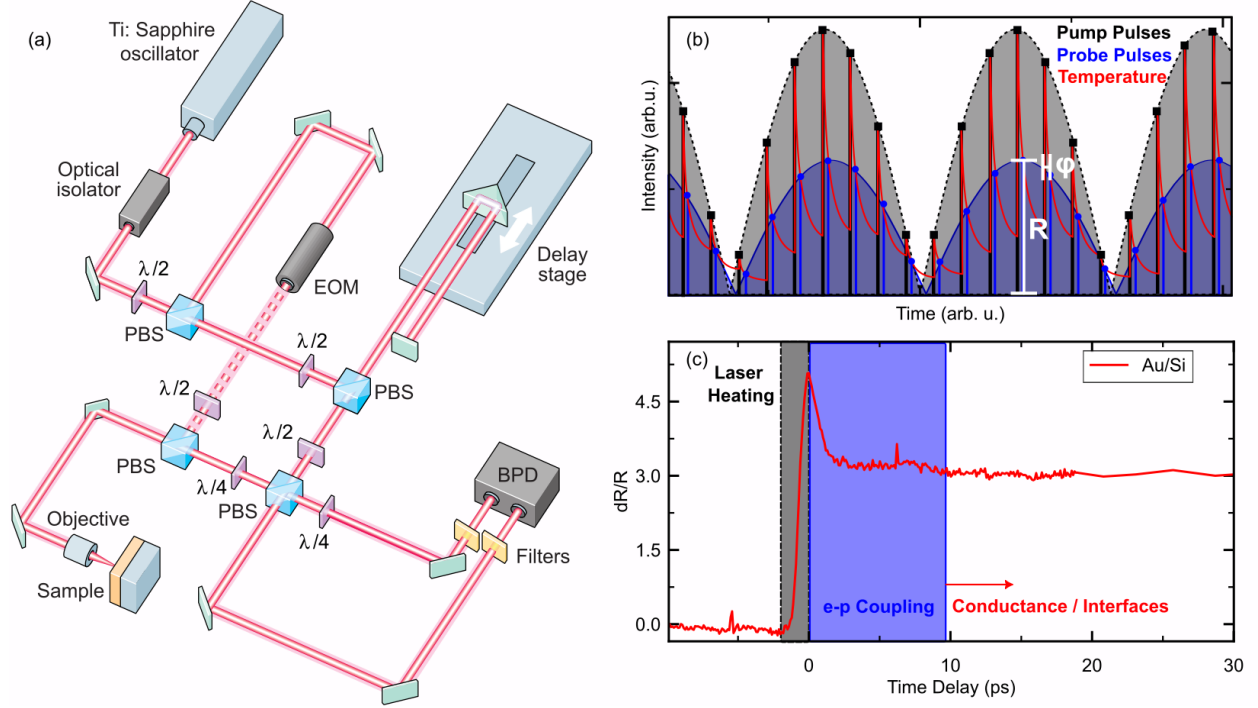 (a)
Ti: Sapphire
oscillator
Optical
isolator
λ/2
PBS
EOM
Delay
stage
λ/2
PBS
λ/2
PBS
λ/2
λ/4
PBS
λ/4
BPD
Filters
Objective
Sample
(b)
Pump Pulses
Probe Pulses
Temperature
φ
R
Intensity (arb.u.)
Time (arb. u.)
(c)
Au/Si
Laser
Heating
4.5
3.0
1.5
0.0
dR/R
e-p Coupling
Conductance / Interfaces
0
10
20
30
Time Delay (ps)